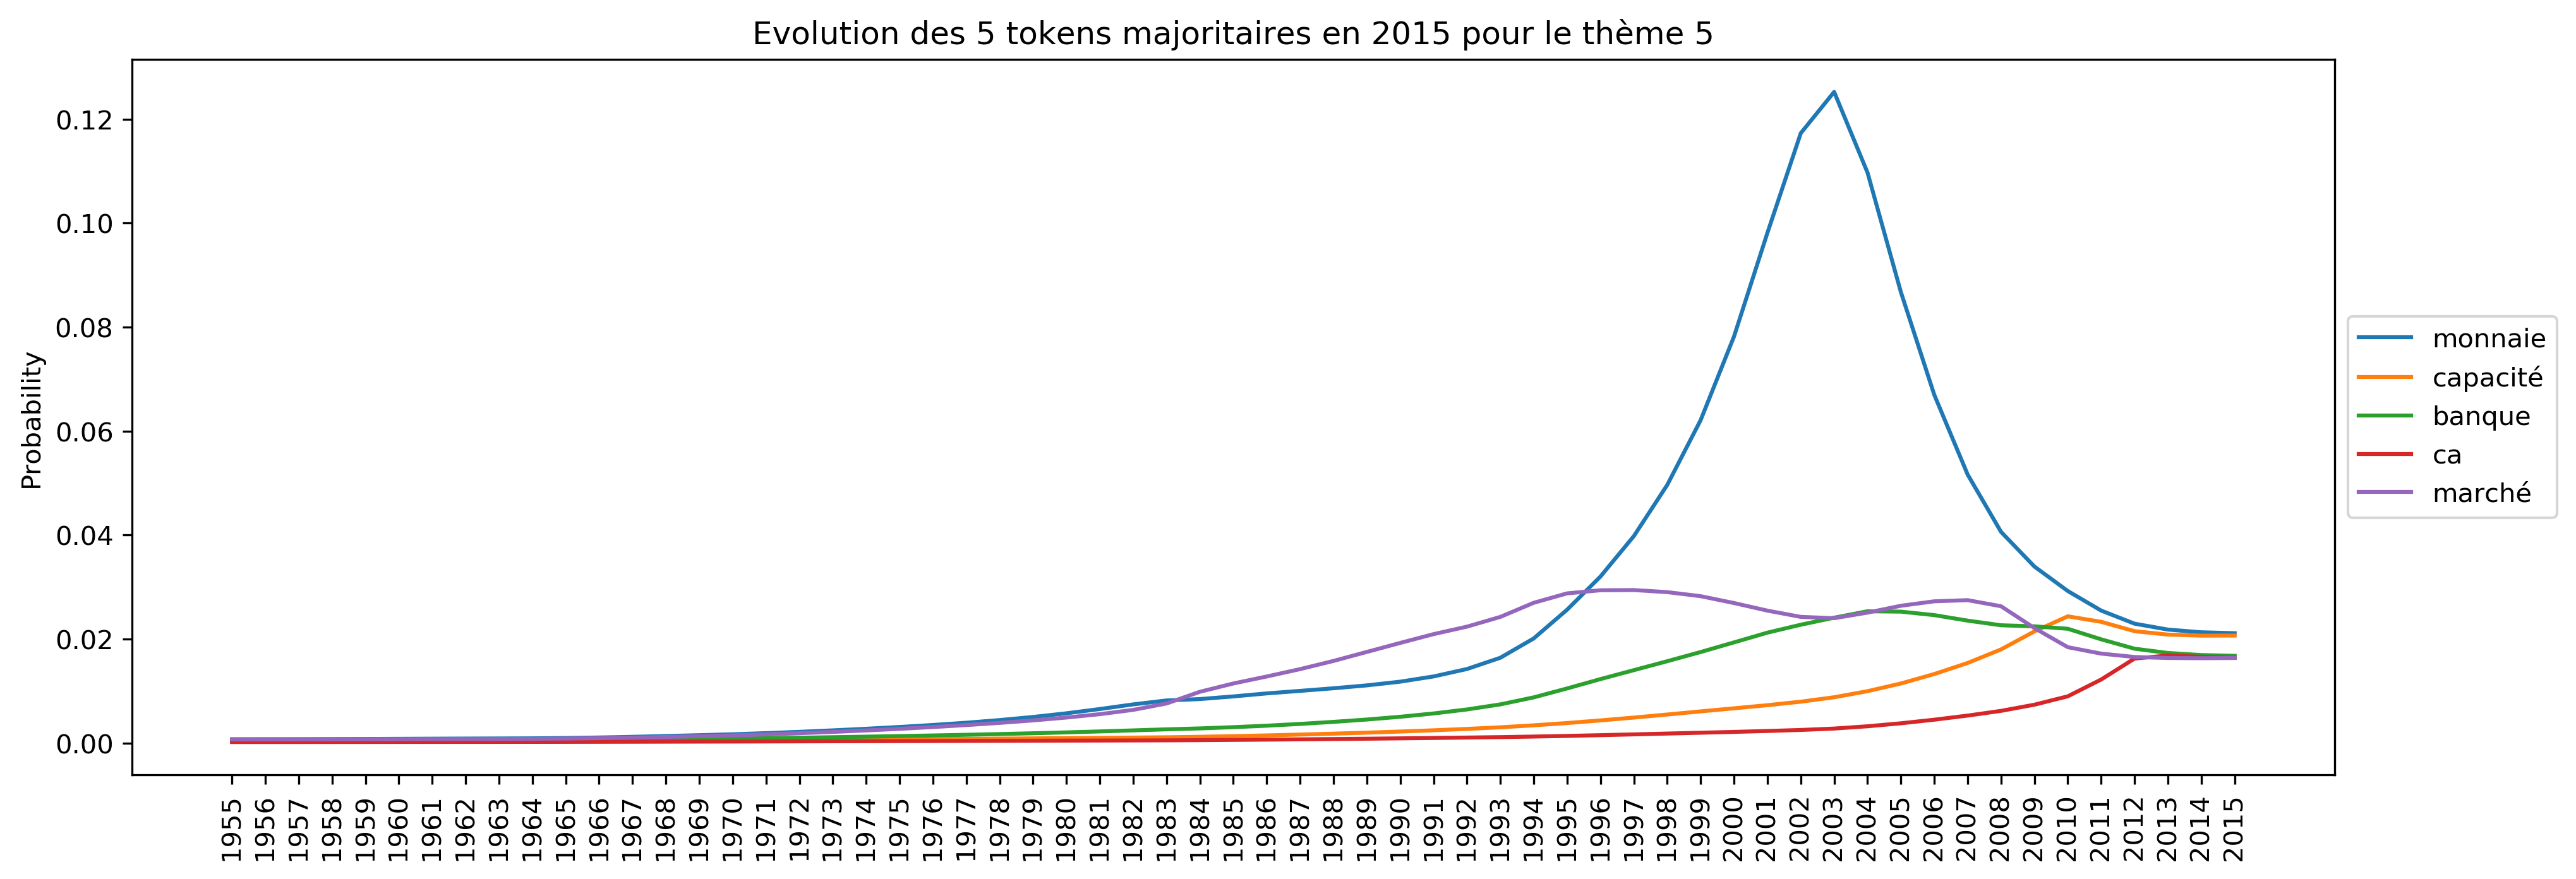 Evolution des 5 tokens majoritaires en 2015 pour le thème 5
Probability
0.12
0.10
0.08
0.06
0.04
0.02
0.00
1955 1956 1957 1958 1959 1960 1961 1962 1963 1964 1965 1966 1967 1968 1969 1970 1971 1972 1973 1974 1975 1976 1977 1978 1979 1980 1981 1982 1983 1984 1985 1986 1987 1988 1989 1990 1991 1992 1993 1994 1995 1996 1997 1998 1999 2000 2001 2002 2003 2004 2005 2006 2007 2008 2009 2010 2011 2012 2013 2014 2015
monnaie
capacité
banque
ca
marché